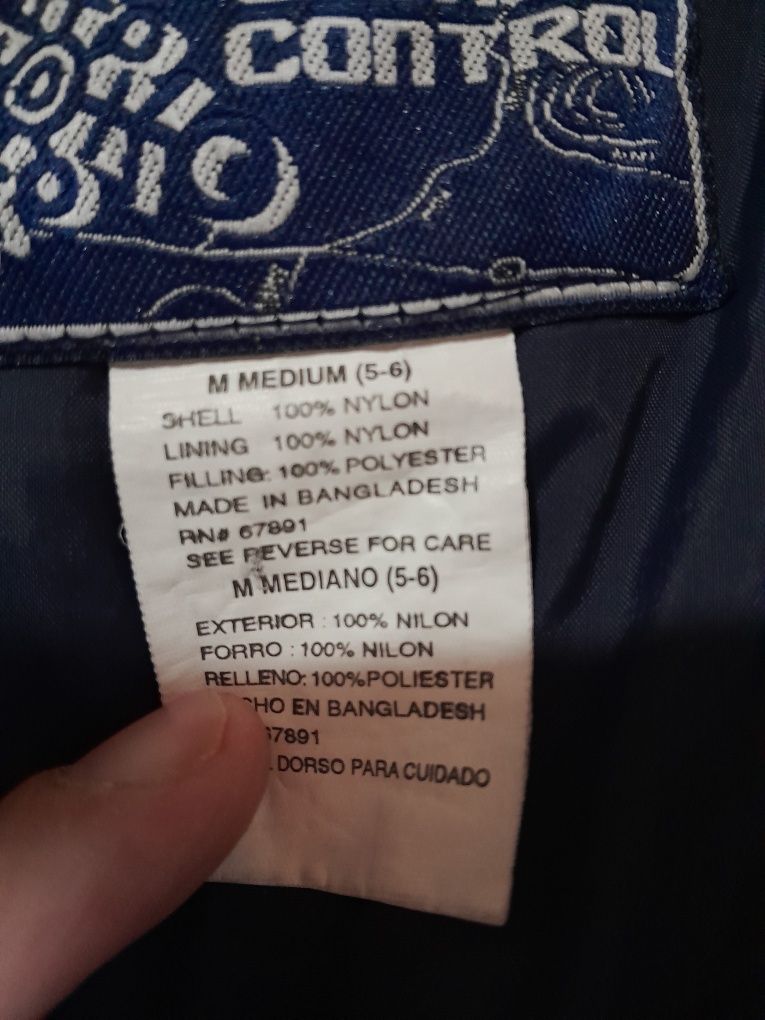 CONTROL
M MEDIUM (5-6)
SHELL 100% NYLON
LINING 100% NYLON
FILLING: 100% POLYESTER
MADE IN BANGLADESH
RN# 67891
SEE REVERSE FOR CARE
M MEDIANO (5-6)
EXTERIOR : 100% NILON
FORRO : 100% NILON
RELLENO: 100%POLIESTER
CHO EN BANGLADESH
67891
DORSO PARA CUIDADO